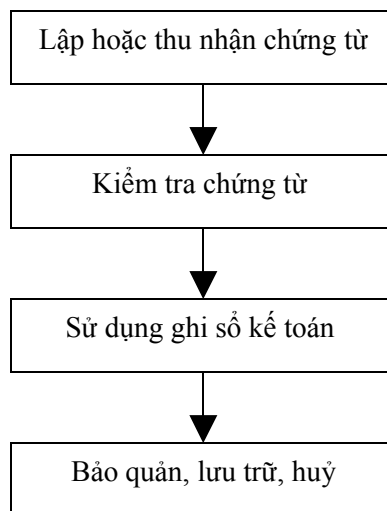 Lập hoặc thu nhận chứng từ
Kiểm tra chứng từ
Sử dụng ghi sổ kế toán
Bảo quản, lưu trữ, huỷ